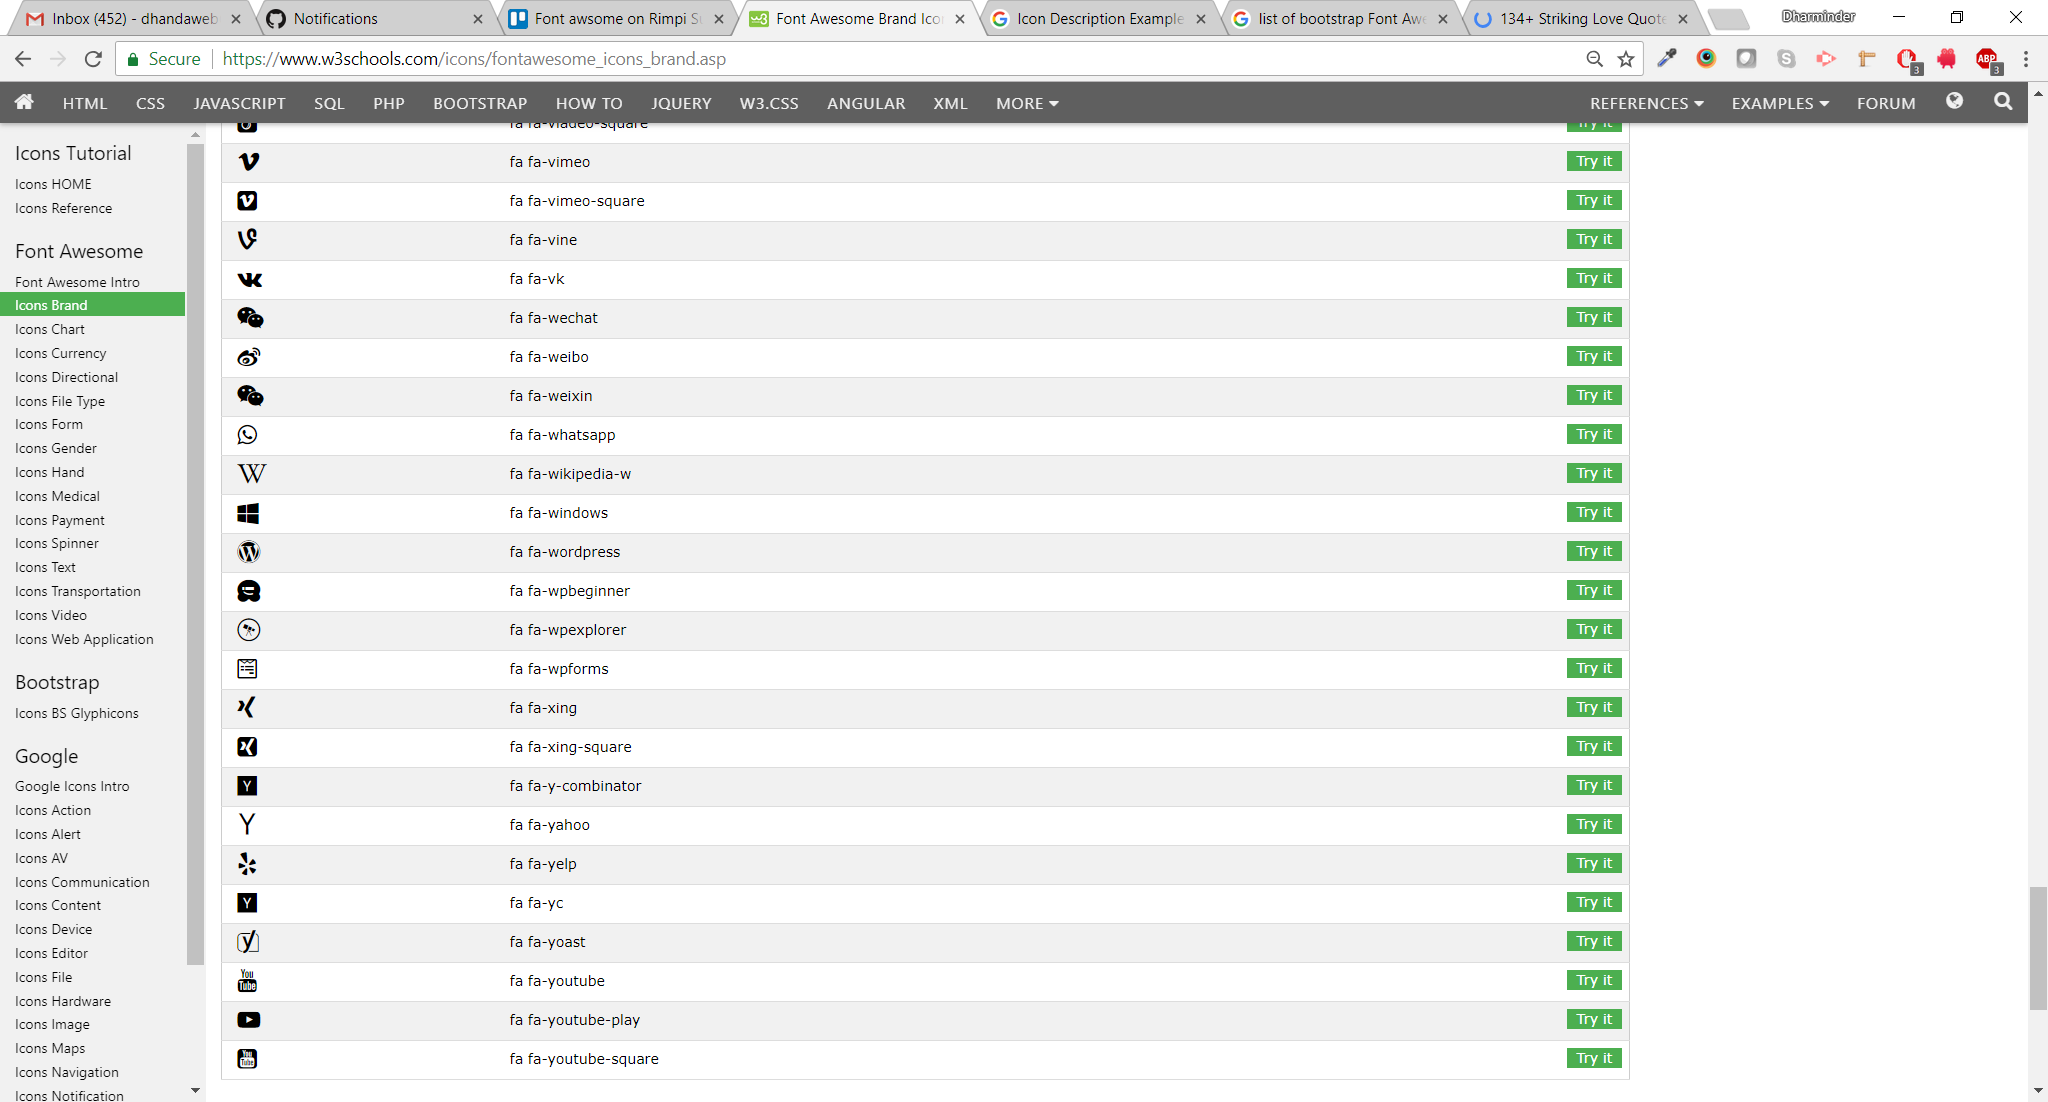 Inbox (452) - dhandaweb
Notifications
Font awsome on Rimpi S
Font Awesome Brand Ico
Icon Description Example
list of bootstrap Font Aw
134+ Striking Love Quote
Dharminder
Secure
https://www.w3schools.com/icons/fontawesome_icons_brand.asp
3
ABP
3
HTML
CSS
JAVASCRIPT
SQL
PHP
BOOTSTRAP
HOW TO
JQUERY
W3.CSS
ANGULAR
XML
MORE
REFERENCES
EXAMPLES
FORUM
Icons Tutorial
Icons HOME
Icons Reference
Font Awesome
Font Awesome Intro
Icons Brand
Icons Chart
Icons Currency
Icons Directional
Icons File Type
Icons Form
Icons Gender
Icons Hand
Icons Medical
Icons Payment
Icons Spinner
Icons Text
Icons Transportation
Icons Video
Icons Web Application
Bootstrap
Icons BS Glyphicons
Google
Google Icons Intro
Icons Action
Icons Alert
Icons AV
Icons Communication
Icons Content
Icons Device
Icons Editor
Icons File
Icons Hardware
Icons Image
Icons Maps
Icons Navigation
Icons Notification
fa fa-viadeo-square Try it
fa fa-vimeo Try it
fa fa-vimeo-square Try it
fa fa-vine Try it
fa fa-vk Try it
fa fa-wechat Try it
fa fa-weibo Try it
fa fa-weixin Try it
fa fa-whatsapp Try it
W fa fa-wikipedia-w Try it
fa fa-windows Try it
fa fa-wordpress Try it
fa fa-wpbeginner Try it
fa fa-wpexplorer Try it
fa fa-wpforms Try it
fa fa-xing Try it
fa fa-xing-square Try it
Y fa fa-y-combinator Try it
Y fa fa-yahoo Try it
fa fa-yelp Try it
Y fa fa-yc Try it
y fa fa-yoast Try it
You Tube fa fa-youtube Try it
fa fa-youtube-play Try it
You Tube fa fa-youtube-square Try it